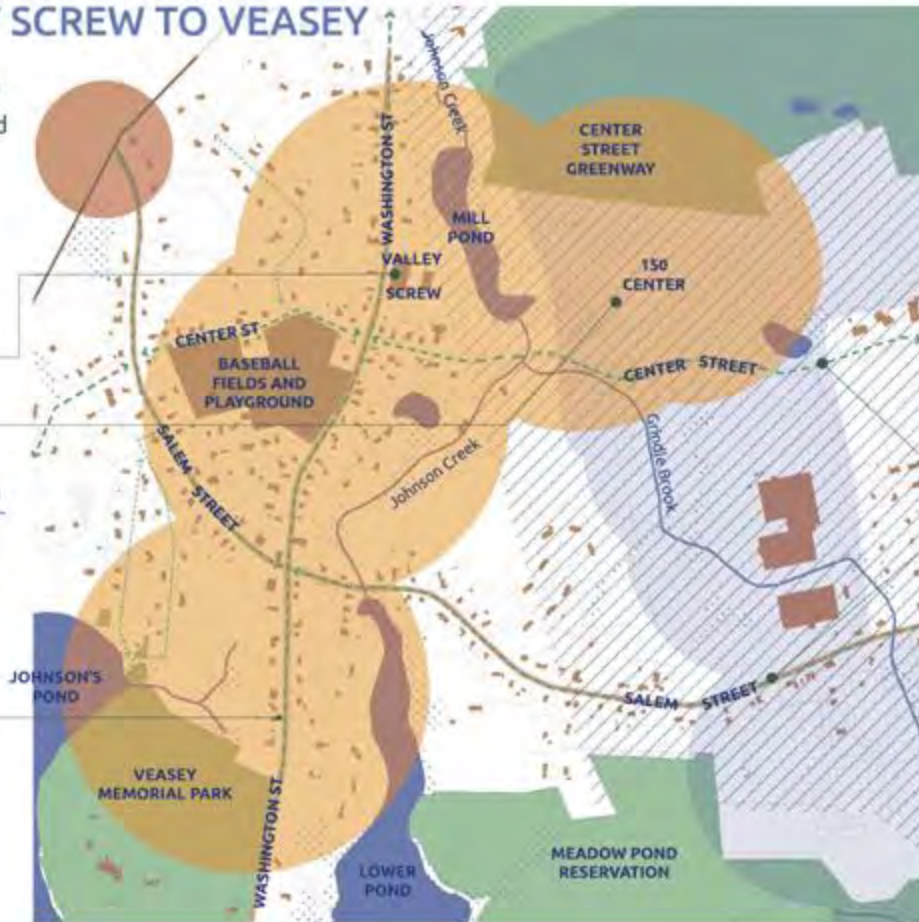 SCREW TO VEASEY
d
Johnson Creek
WASHINGTON ST
CENTER
STREET
GREENWAY
MILL
POND
VALLEY
SCREW
150
CENTER
CENTER ST
BASEBALL
FIELDS AND
PLAYGROUND
CENTER STREET
SALEM STREET
Johnson Creek
Grindle Brook
JOHNSON'S
POND
SALEM STREET
VEASEY
MEMORIAL PARK
WASHINGTON ST
LOWER
POND
MEADOW POND
RESERVATION